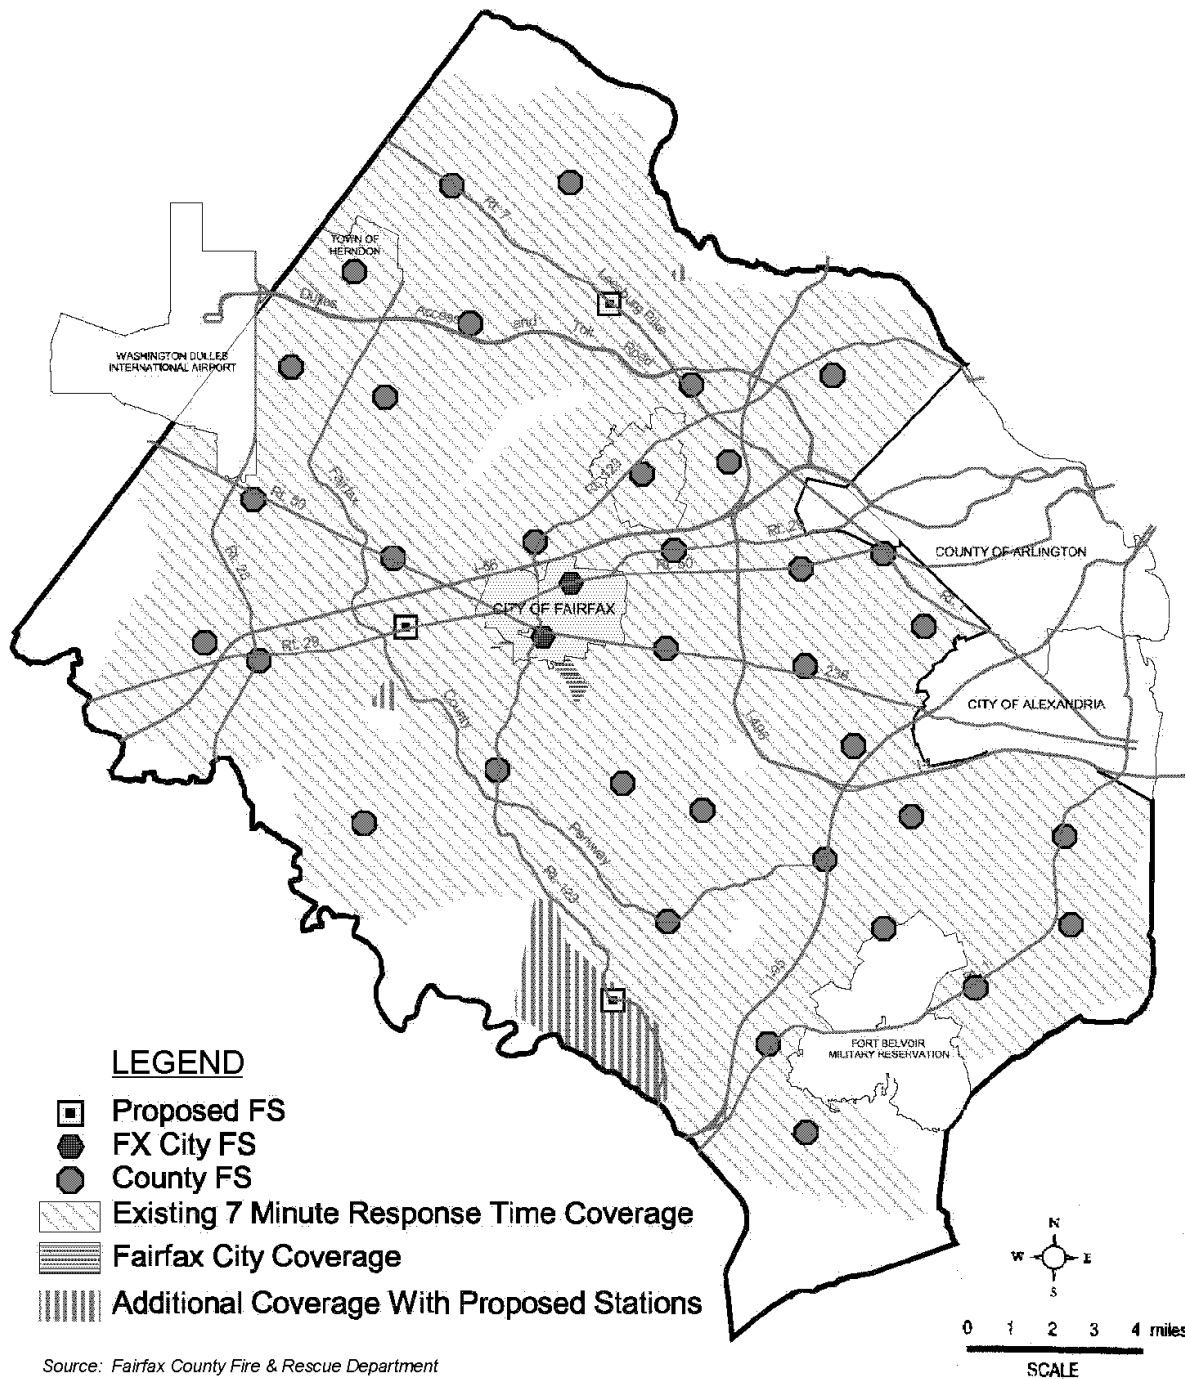 TOWN OF
HERNDON
Rt. 7
Leesburg Pike
Dulles
Access
and
Toll
Road
WASHINGTON DULLES
INTERNATIONAL AIRPORT
Fairfax
Rt. 123
Rt. 50
Rt. 28
I-66
Rt. 29
Rt. 50
COUNTY OF ARLINGTON
Rt. 7
CITY OF FAIRFAX
Rt. 29
236
CITY OF ALEXANDRIA
County
I-495
Parkway
Rt. 123
I-95
Rt. 1
FORT BELVOIR
MILITARY RESERVATION
LEGEND
Proposed FS
FX City FS
County FS
Existing 7 Minute Response Time Coverage
Fairfax City Coverage
Additional Coverage With Proposed Stations
N
W E
S
0 1 2 3 4 miles
SCALE
Source: Fairfax County Fire & Rescue Department